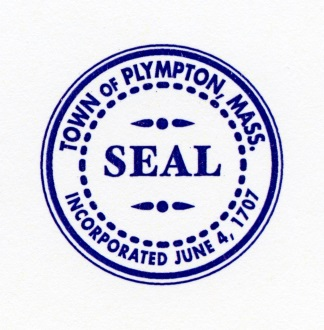 TOWN OF PLYMPTON, MASS.
SEAL
INCORPORATED JUNE 4, 1707